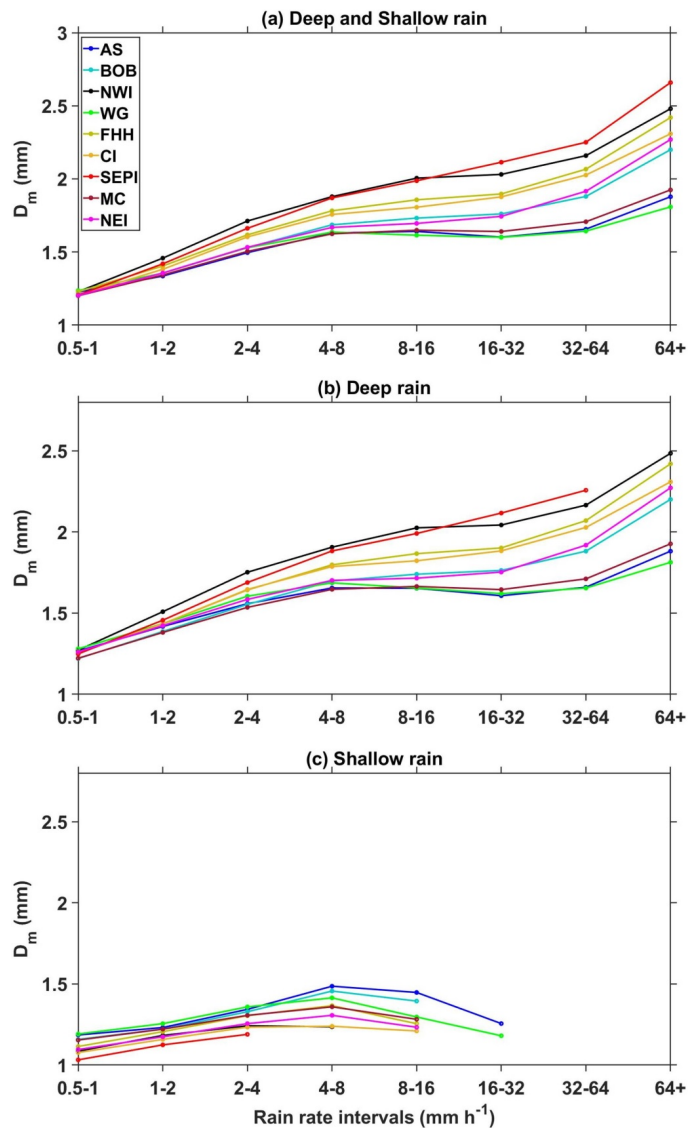 (a) Deep and Shallow rain
3
2.5
2
1.5
1
D_m (mm)
AS
BOB
NWI
WG
FHH
CI
SEPI
MC
NEI
0.5-1 1-2 2-4 4-8 8-16 16-32 32-64 64+
(b) Deep rain
2.5
2
1.5
1
D_m (mm)
0.5-1 1-2 2-4 4-8 8-16 16-32 32-64 64+
(c) Shallow rain
2.5
2
1.5
1
D_m (mm)
0.5-1 1-2 2-4 4-8 8-16 16-32 32-64 64+
Rain rate intervals (mm h⁻¹)